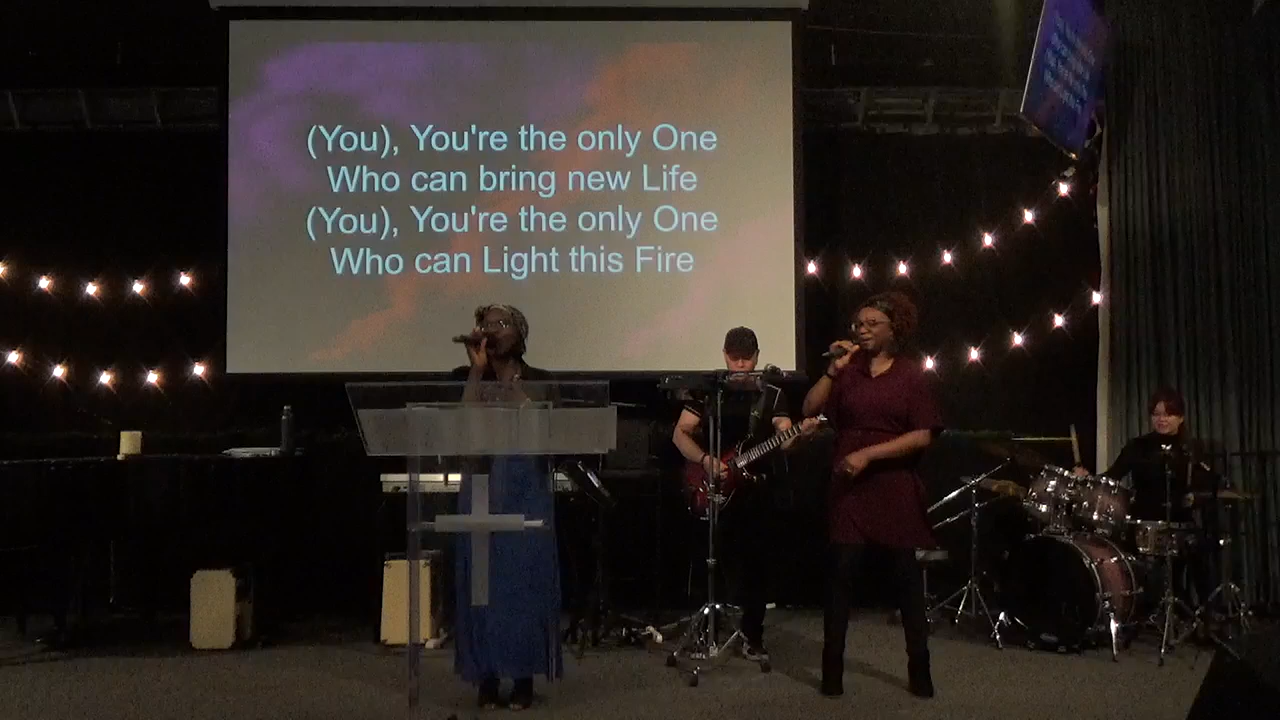 (You), You're the only One
Who can bring new Life
(You), You're the only One
Who can Light this Fire